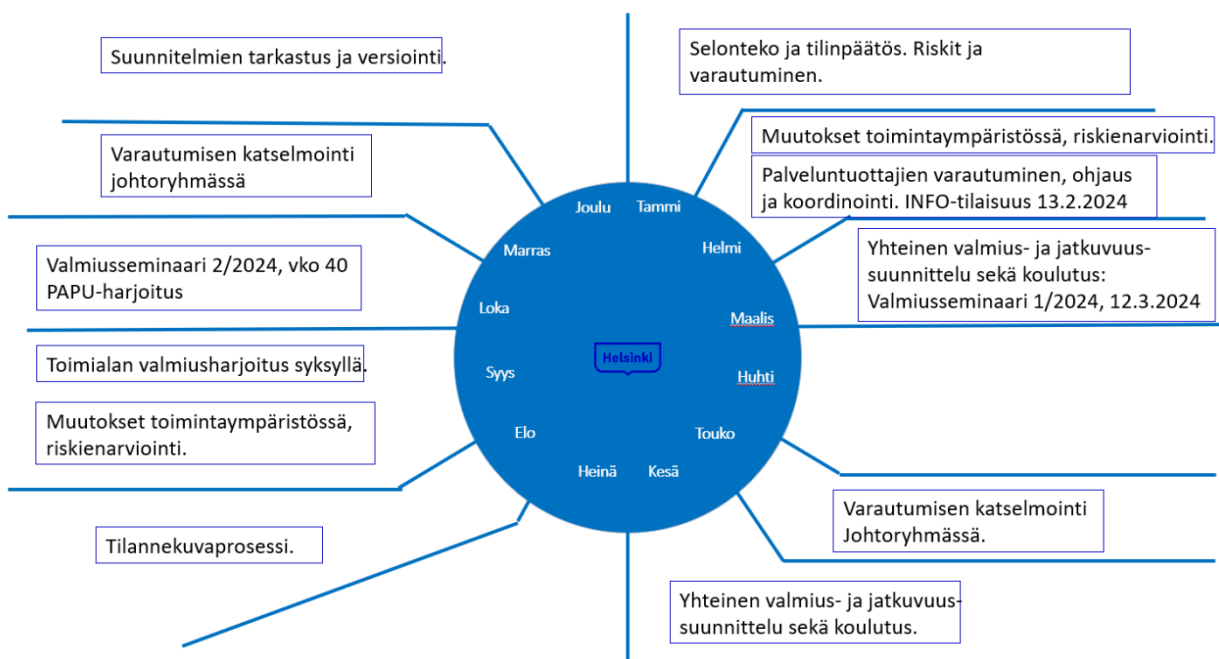 Suunnitelmien tarkastus ja versiointi.
Selonteko ja tilinpäätös. Riskit ja
varautuminen.
Varautumisen katselmointi
johtoryhmässä
Muutokset toimintaympäristössä, riskienarviointi.
Palveluntuottajien varautuminen, ohjaus
ja koordinointi. INFO-tilaisuus 13.2.2024
Valmiusseminaari 2/2024, vko 40
PAPU-harjoitus
Yhteinen valmius- ja jatkuvuus-
suunnittelu sekä koulutus:
Valmiusseminaari 1/2024, 12.3.2024
Toimialan valmiusharjoitus syksyllä.
Muutokset toimintaympäristössä,
riskienarviointi.
Tilannekuvaprosessi.
Varautumisen katselmointi
Johtoryhmässä.
Yhteinen valmius- ja jatkuvuus-
suunnittelu sekä koulutus.
Joulu
Tammi
Marras
Helmi
Loka
Maalis
Helsinki
Syys
Huhti
Elo
Touko
Heinä
Kesä